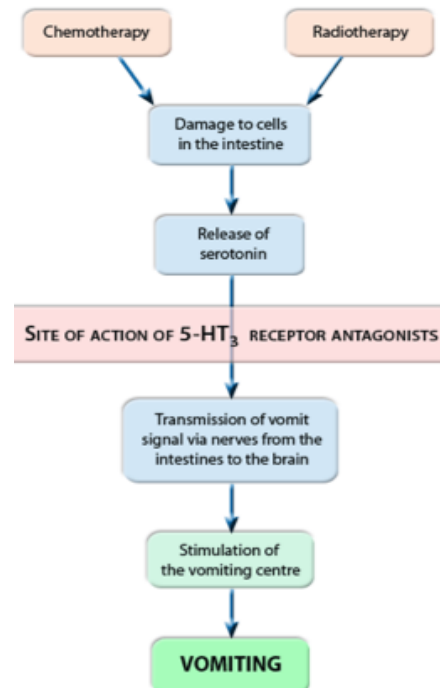 Chemotherapy
Radiotherapy
Damage to cells
in the intestine
Release of
serotonin
SITE OF ACTION OF 5-HT₃ RECEPTOR ANTAGONISTS
Transmission of vomit
signal via nerves from the
intestines to the brain
Stimulation of
the vomiting centre
VOMITING